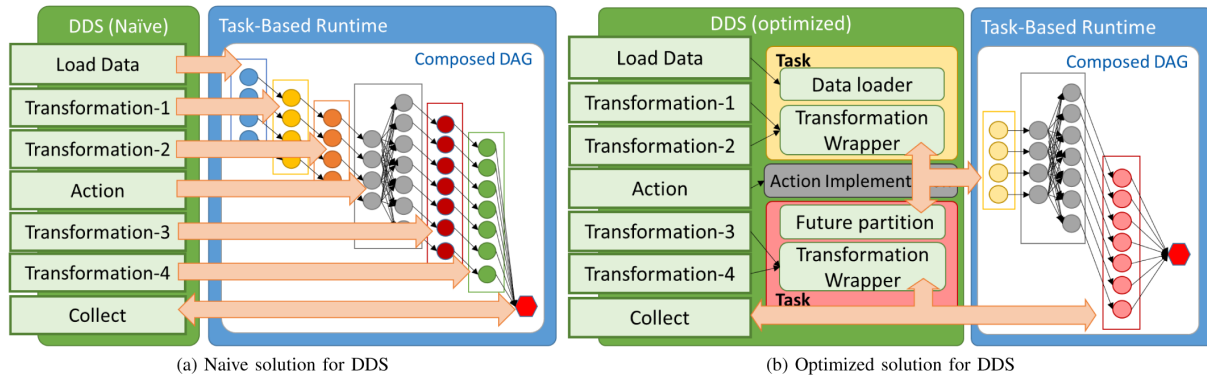 DDS (Naïve)
Task-Based Runtime
Load Data
Transformation-1
Transformation-2
Action
Transformation-3
Transformation-4
Collect
Composed DAG
(a) Naive solution for DDS
DDS (optimized)
Task-Based Runtime
Load Data
Transformation-1
Transformation-2
Action
Transformation-3
Transformation-4
Collect
Task
Data loader
Transformation
Wrapper
Action Implement
Future partition
Transformation
Wrapper
Task
Composed DAG
(b) Optimized solution for DDS